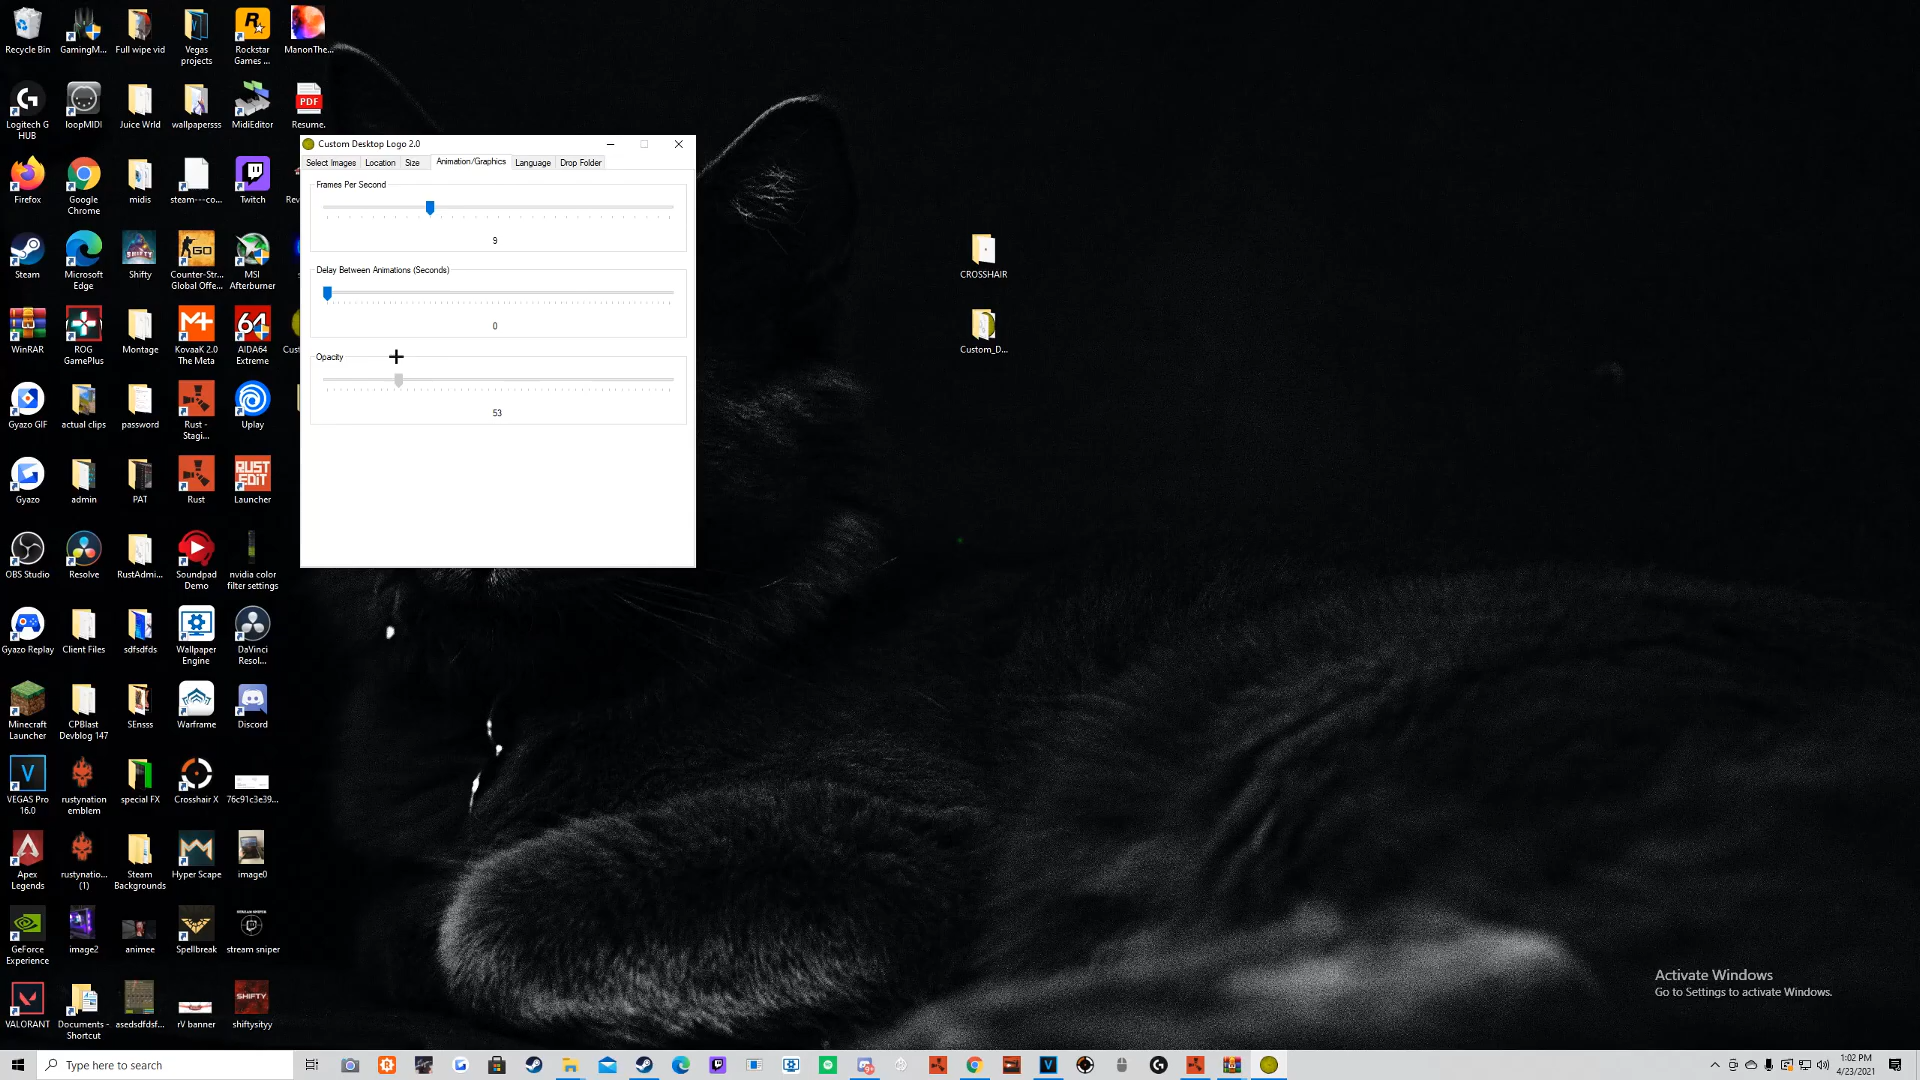 Recycle Bin
GamingM...
Full wipe vid
Vegas
projects
Rockstar
Games ...
ManonThe...
Logitech G
HUB
loopMIDI
Juice Wrld
wallpapersss
MidiEditor
PDF
Resume.
Firefox
Google
Chrome
midis
steam---co...
Twitch
Steam
Microsoft
Edge
SHIFTY
Shifty
GO
Counter-Str...
Global Offe...
MSI
Afterburner
WinRAR
ROG
GamePlus
Montage
KovaaK 2.0
The Meta
64
AIDA64
Extreme
Gyazo GIF
actual clips
password
Rust -
Stagi...
Uplay
Gyazo
admin
PAT
Rust
RUST
EDIT
Launcher
OBS Studio
Resolve
RustAdmi...
Soundpad
Demo
nvidia color
filter settings
Gyazo Replay
Client Files
sdfsdfds
Wallpaper
Engine
DaVinci
Resol...
Minecraft
Launcher
CPBlast
Devblog 147
SEnsss
Warframe
Discord
VEGAS Pro
16.0
rustynation
emblem
special FX
Crosshair X
76c91c3e39...
Apex
Legends
rustynatio...
(1)
Steam
Backgrounds
Hyper Scape
image0
GeForce
Experience
image2
animee
Spellbreak
stream sniper
VALORANT
Documents -
Shortcut
asedsdfdsf...
rV banner
SHIFTY
shiftysityy
Custom Desktop Logo 2.0
Select Images
Location
Size
Animation/Graphics
Language
Drop Folder
Frames Per Second
9
Delay Between Animations (Seconds)
0
Opacity
53
CROSSHAIR
Custom_D...
Activate Windows
Go to Settings to activate Windows.
Type here to search
1:02 PM
4/23/2021